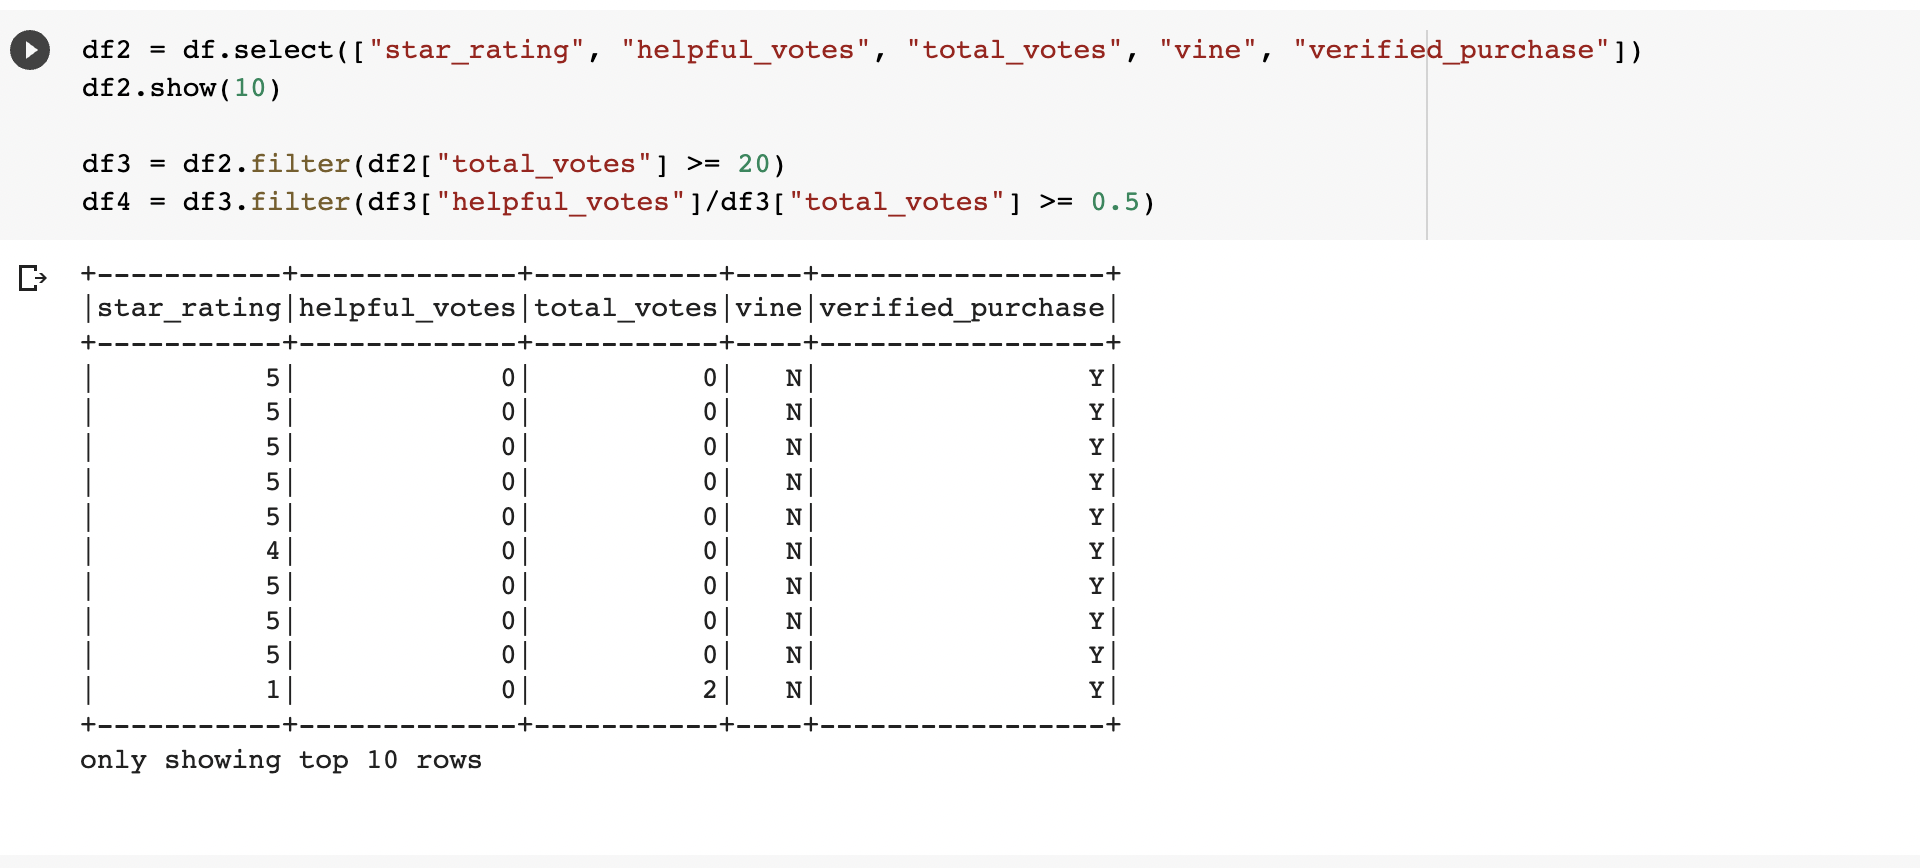 df2 = df.select(["star_rating", "helpful_votes", "total_votes", "vine", "verified_purchase"])
df2.show(10)
df3 = df2.filter(df2["total_votes"] >= 20)
df4 = df3.filter(df3["helpful_votes"]/df3["total_votes"] >= 0.5)
+-----------+-------------+-----------+----+-----------------+
|star_rating|helpful_votes|total_votes|vine|verified_purchase|
+-----------+-------------+-----------+----+-----------------+
|          5|            0|          0|   N|                Y|
|          5|            0|          0|   N|                Y|
|          5|            0|          0|   N|                Y|
|          5|            0|          0|   N|                Y|
|          5|            0|          0|   N|                Y|
|          4|            0|          0|   N|                Y|
|          5|            0|          0|   N|                Y|
|          5|            0|          0|   N|                Y|
|          5|            0|          0|   N|                Y|
|          1|            0|          2|   N|                Y|
+-----------+-------------+-----------+----+-----------------+
only showing top 10 rows